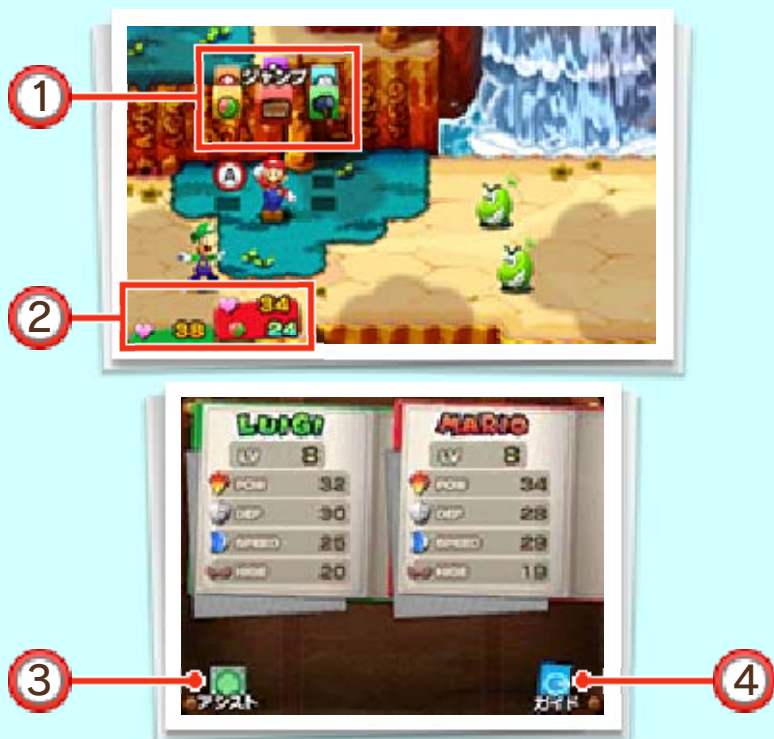 1
ジャンプ
A
2
34
38
24
LUIGI
MARIO
LV 8
LV 8
POW 32
POW 34
DEF 30
DEF 28
SPEED 25
SPEED 29
HIGE 20
HIGE 19
3
アシスト
ガイド
4